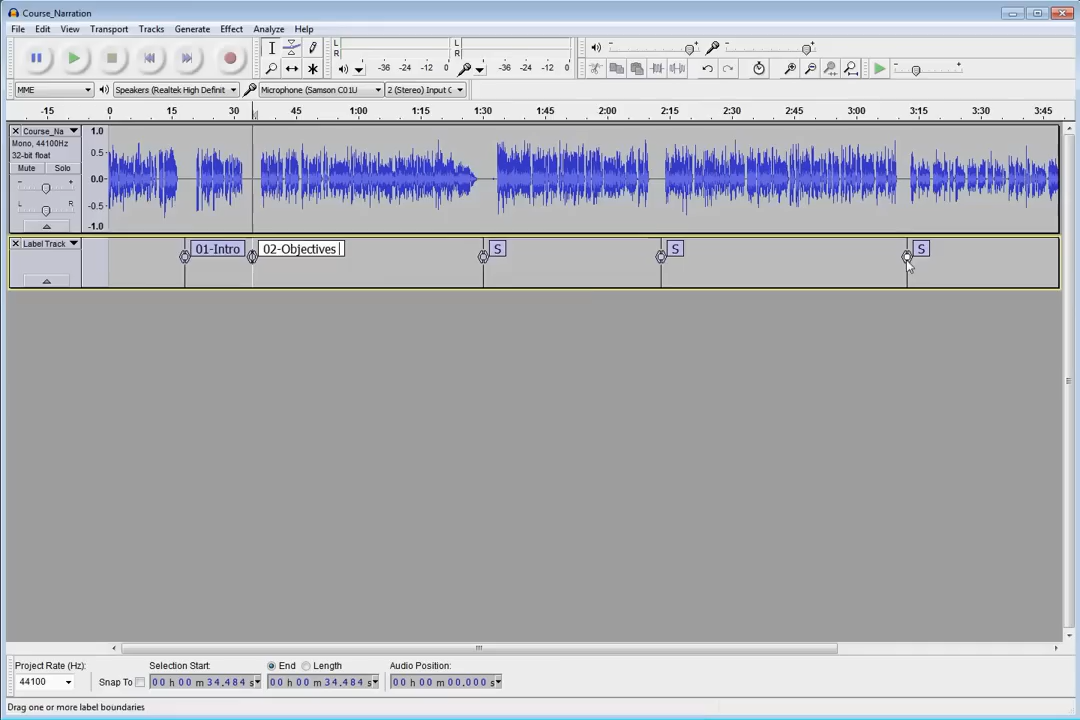 Course_Narration
File Edit View Transport Tracks Generate Effect Analyze Help
L
R
-36 -24 -12 0
L
R
-36 -24 -12 0
MME
Speakers (Realtek High Definit
Microphone (Samson C01U
2 (Stereo) Input C
-15 0 15 30 45 1:00 1:15 1:30 1:45 2:00 2:15 2:30 2:45 3:00 3:15 3:30 3:45
Course_Na
Mono, 44100Hz
32-bit float
Mute Solo
- +
L R
1.0
0.5
0.0
-0.5
-1.0
Label Track
01-Intro
02-Objectives
S
S
S
Project Rate (Hz):
44100
Snap To
Selection Start:
00 h 00 m 34.484 s
End
Length
00 h 00 m 34.484 s
Audio Position:
00 h 00 m 00.000 s
Drag one or more label boundaries